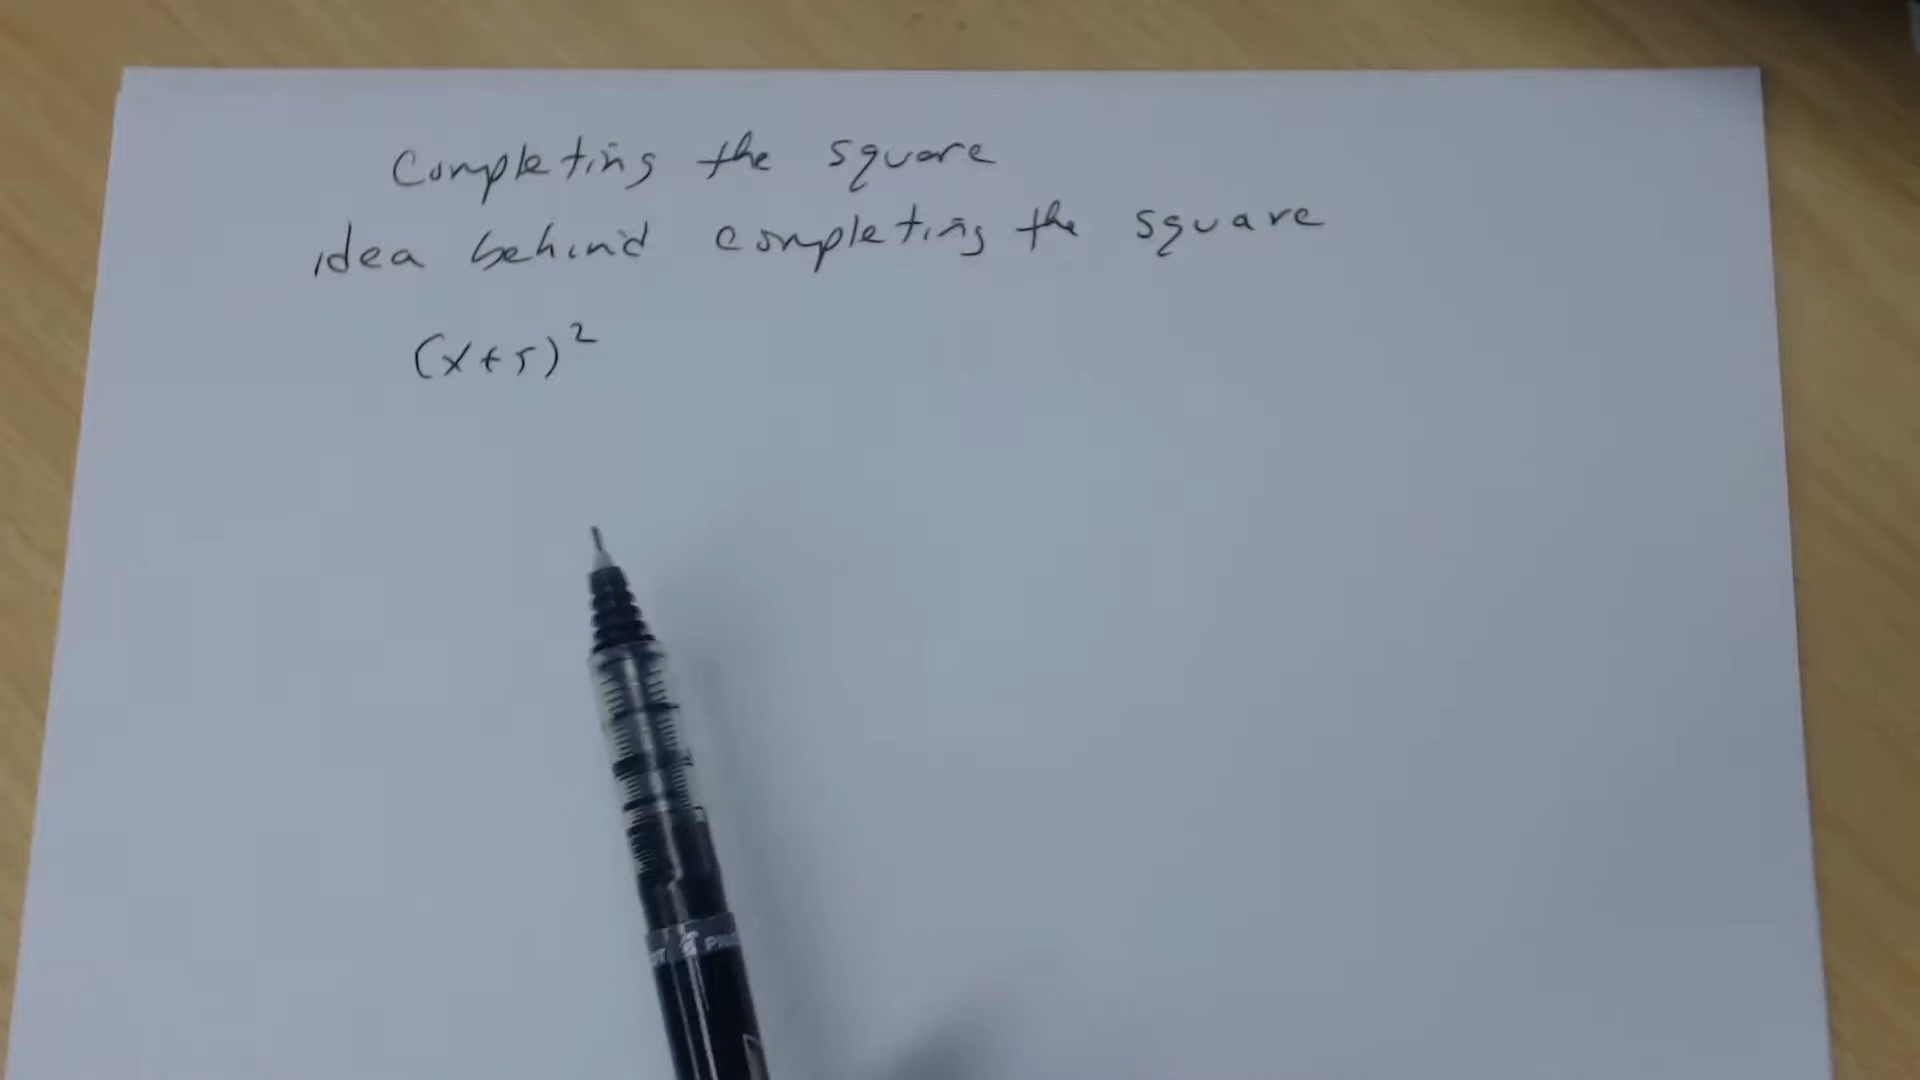 Completing the square
idea behind completing the square
(x+5)²